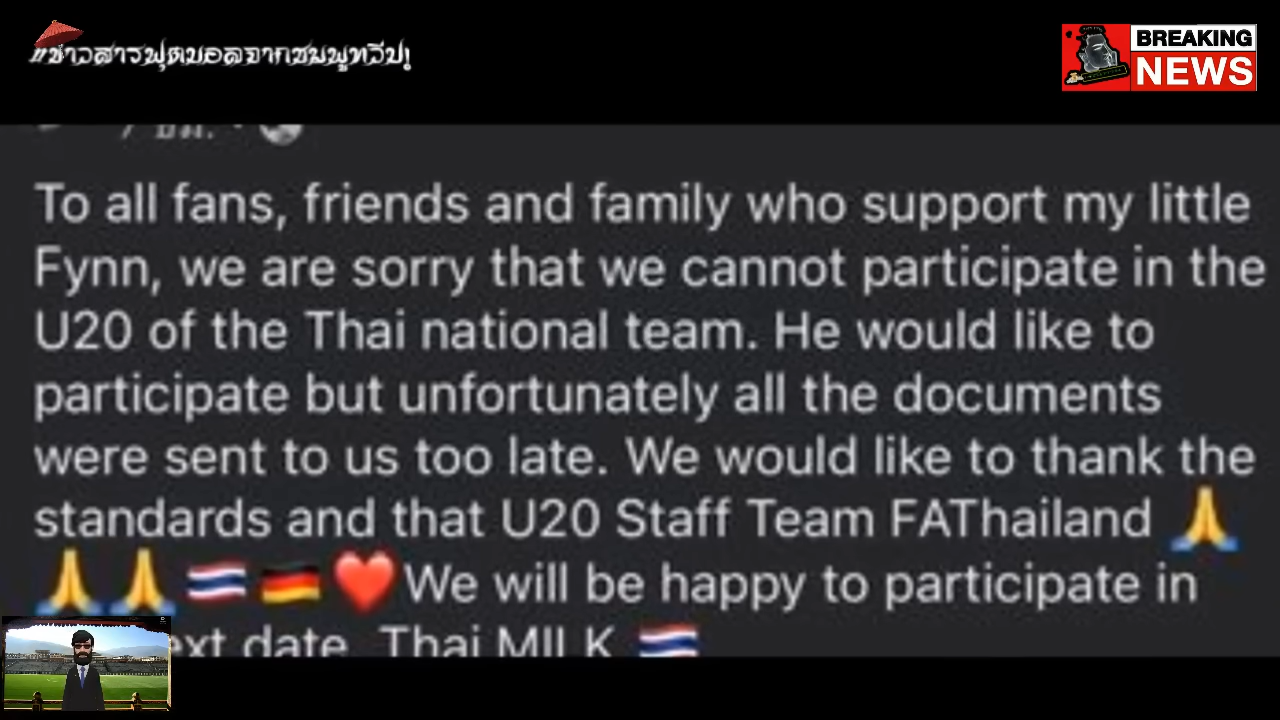 #ข่าวสารฟุตบอลจากชมพูทวีป!
BREAKING
NEWS
To all fans, friends and family who support my little
Fynn, we are sorry that we cannot participate in the
U20 of the Thai national team. He would like to
participate but unfortunately all the documents
were sent to us too late. We would like to thank the
standards and that U20 Staff Team FAThailand 🙏
🙏🙏🇹🇭🇩🇪❤️We will be happy to participate in
ext date. Thai MILK 🇹🇭